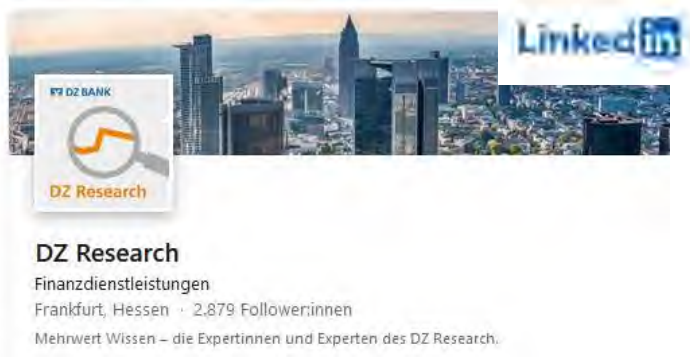 LinkedIn
DZ BANK
DZ Research
DZ Research
Finanzdienstleistungen
Frankfurt, Hessen · 2.879 Follower:innen
Mehrwert Wissen – die Expertinnen und Experten des DZ Research.